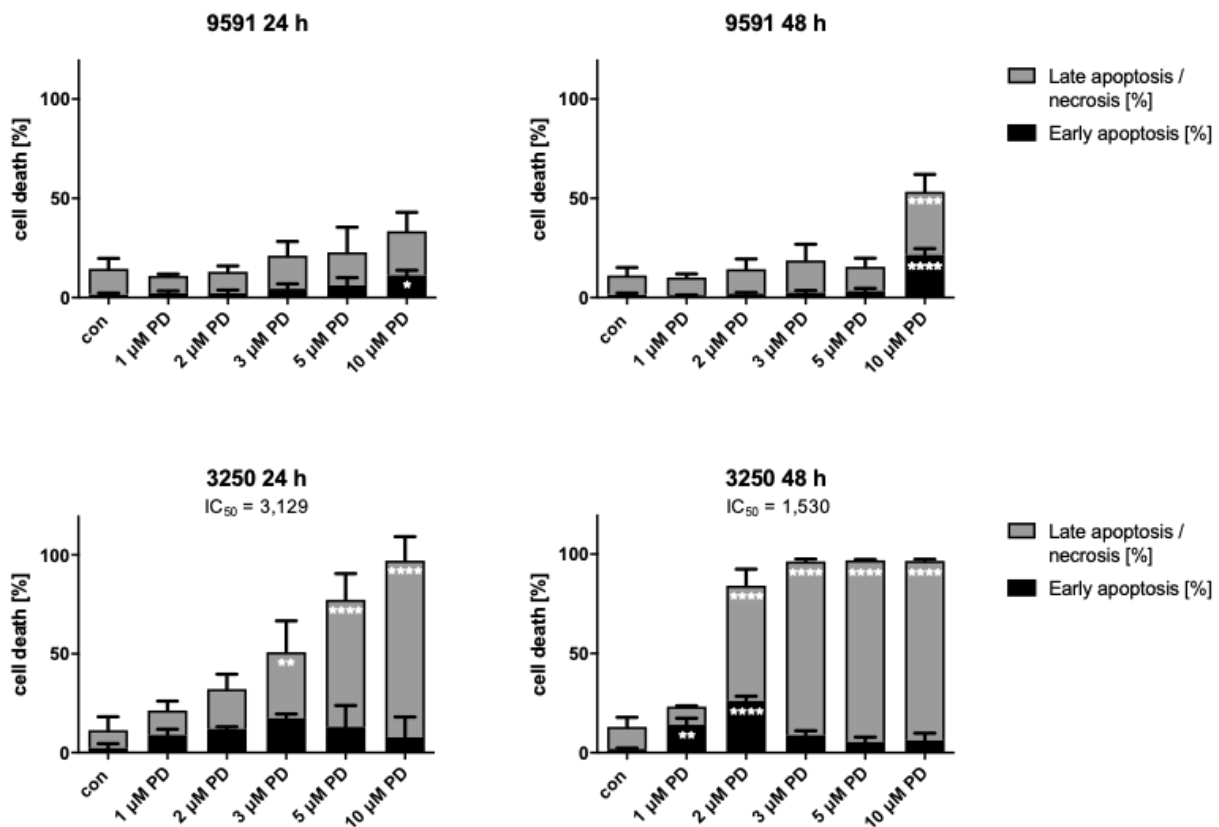 9591 24 h
cell death [%]
100
50
0
*
con
1 µM PD
2 µM PD
3 µM PD
5 µM PD
10 µM PD
9591 48 h
cell death [%]
100
50
0
****
****
con
1 µM PD
2 µM PD
3 µM PD
5 µM PD
10 µM PD
Late apoptosis /
necrosis [%]
Early apoptosis [%]
3250 24 h
IC₅₀ = 3,129
cell death [%]
100
50
0
**
****
****
con
1 µM PD
2 µM PD
3 µM PD
5 µM PD
10 µM PD
3250 48 h
IC₅₀ = 1,530
cell death [%]
100
50
0
**
****
****
****
****
****
con
1 µM PD
2 µM PD
3 µM PD
5 µM PD
10 µM PD
Late apoptosis /
necrosis [%]
Early apoptosis [%]